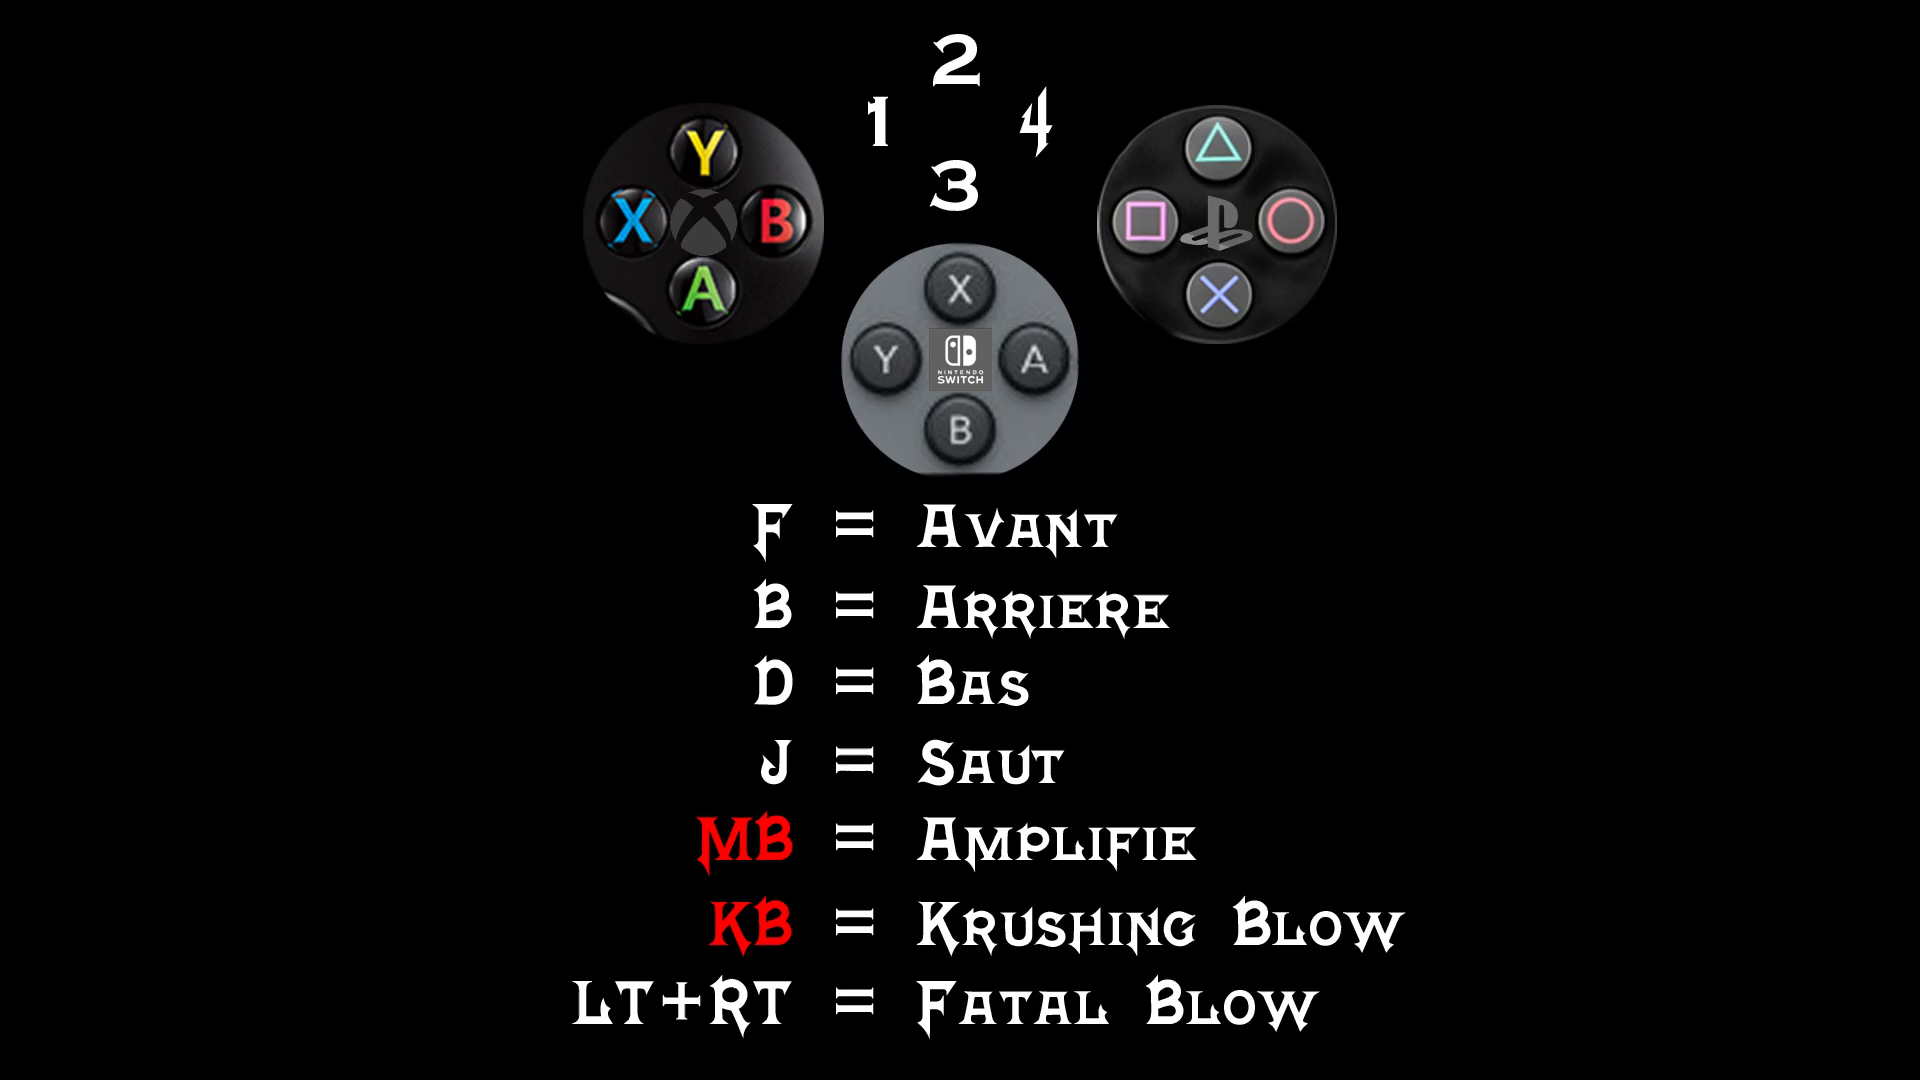 2
1 4
3
Y
X B
A
X
Y A
B
NINTENDO
SWITCH
F = Avant
B = Arriere
D = Bas
J = Saut
MB = Amplifie
KB = Krushing Blow
LT+RT = Fatal Blow